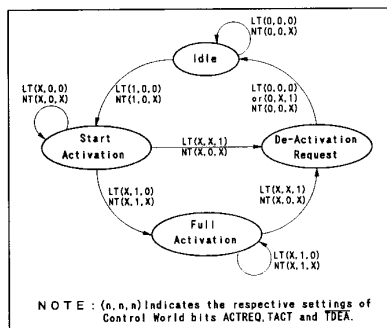 LT(0,0,0)
NT(0,0,X)
Idle
LT(X,0,0)
NT(X,0,X)
LT(1,0,0)
NT(1,0,X)
LT(0,0,0)
or(0,X,1)
NT(0,0,X)
Start
Activation
LT(X,X,1)
NT(X,0,X)
De-Activation
Request
LT(X,1,0)
NT(X,1,X)
LT(X,X,1)
NT(X,0,X)
Full
Activation
LT(X,1,0)
NT(X,1,X)
NOTE : (n,n,n) Indicates the respective settings of
Control World bits ACTREQ, TACT and TDEA.